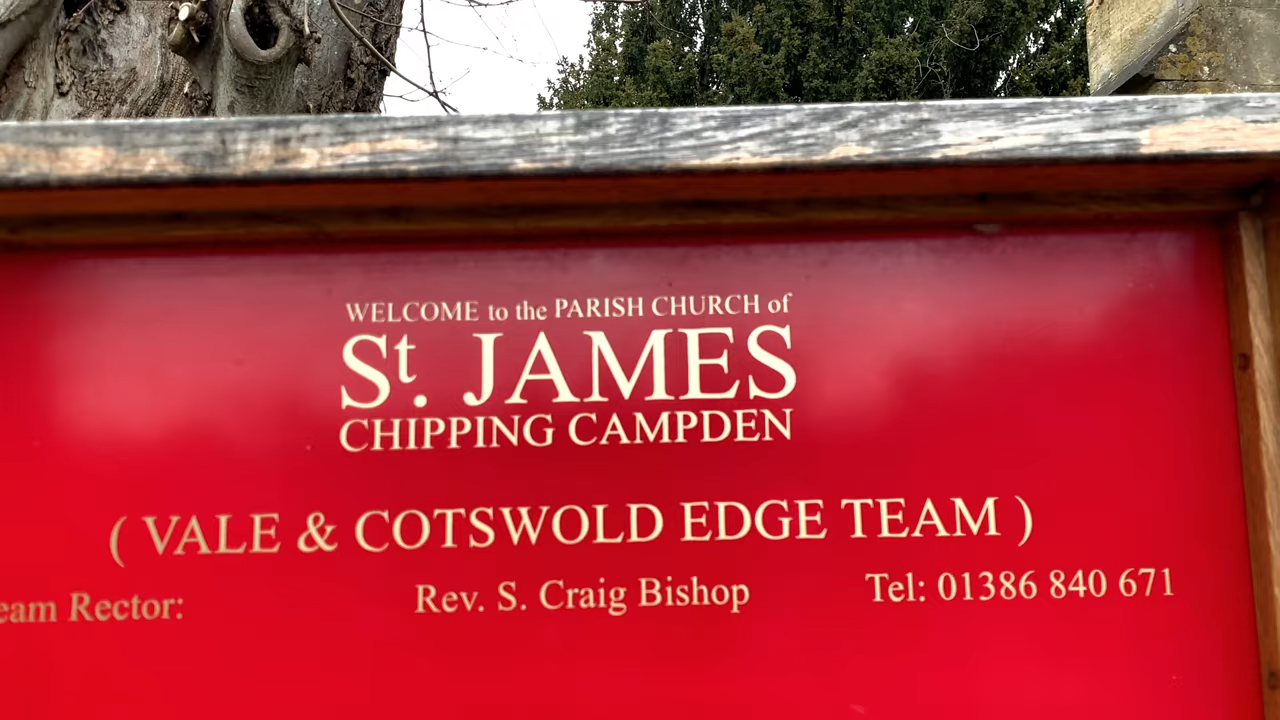 WELCOME to the PARISH CHURCH of
St. JAMES
CHIPPING CAMPDEN
( VALE & COTSWOLD EDGE TEAM )
eam Rector: Rev. S. Craig Bishop Tel: 01386 840 671